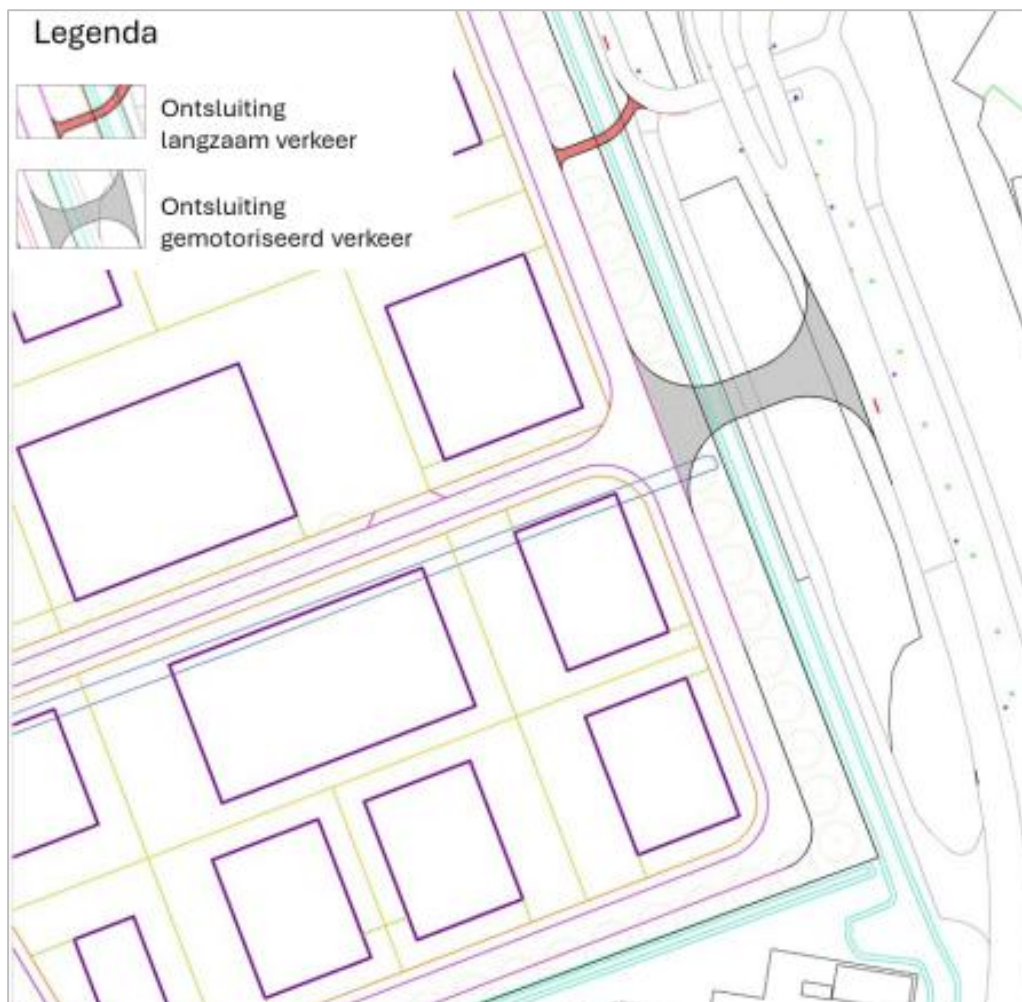 Legenda
Ontsluiting
langzaam verkeer
Ontsluiting
gemotoriseerd verkeer